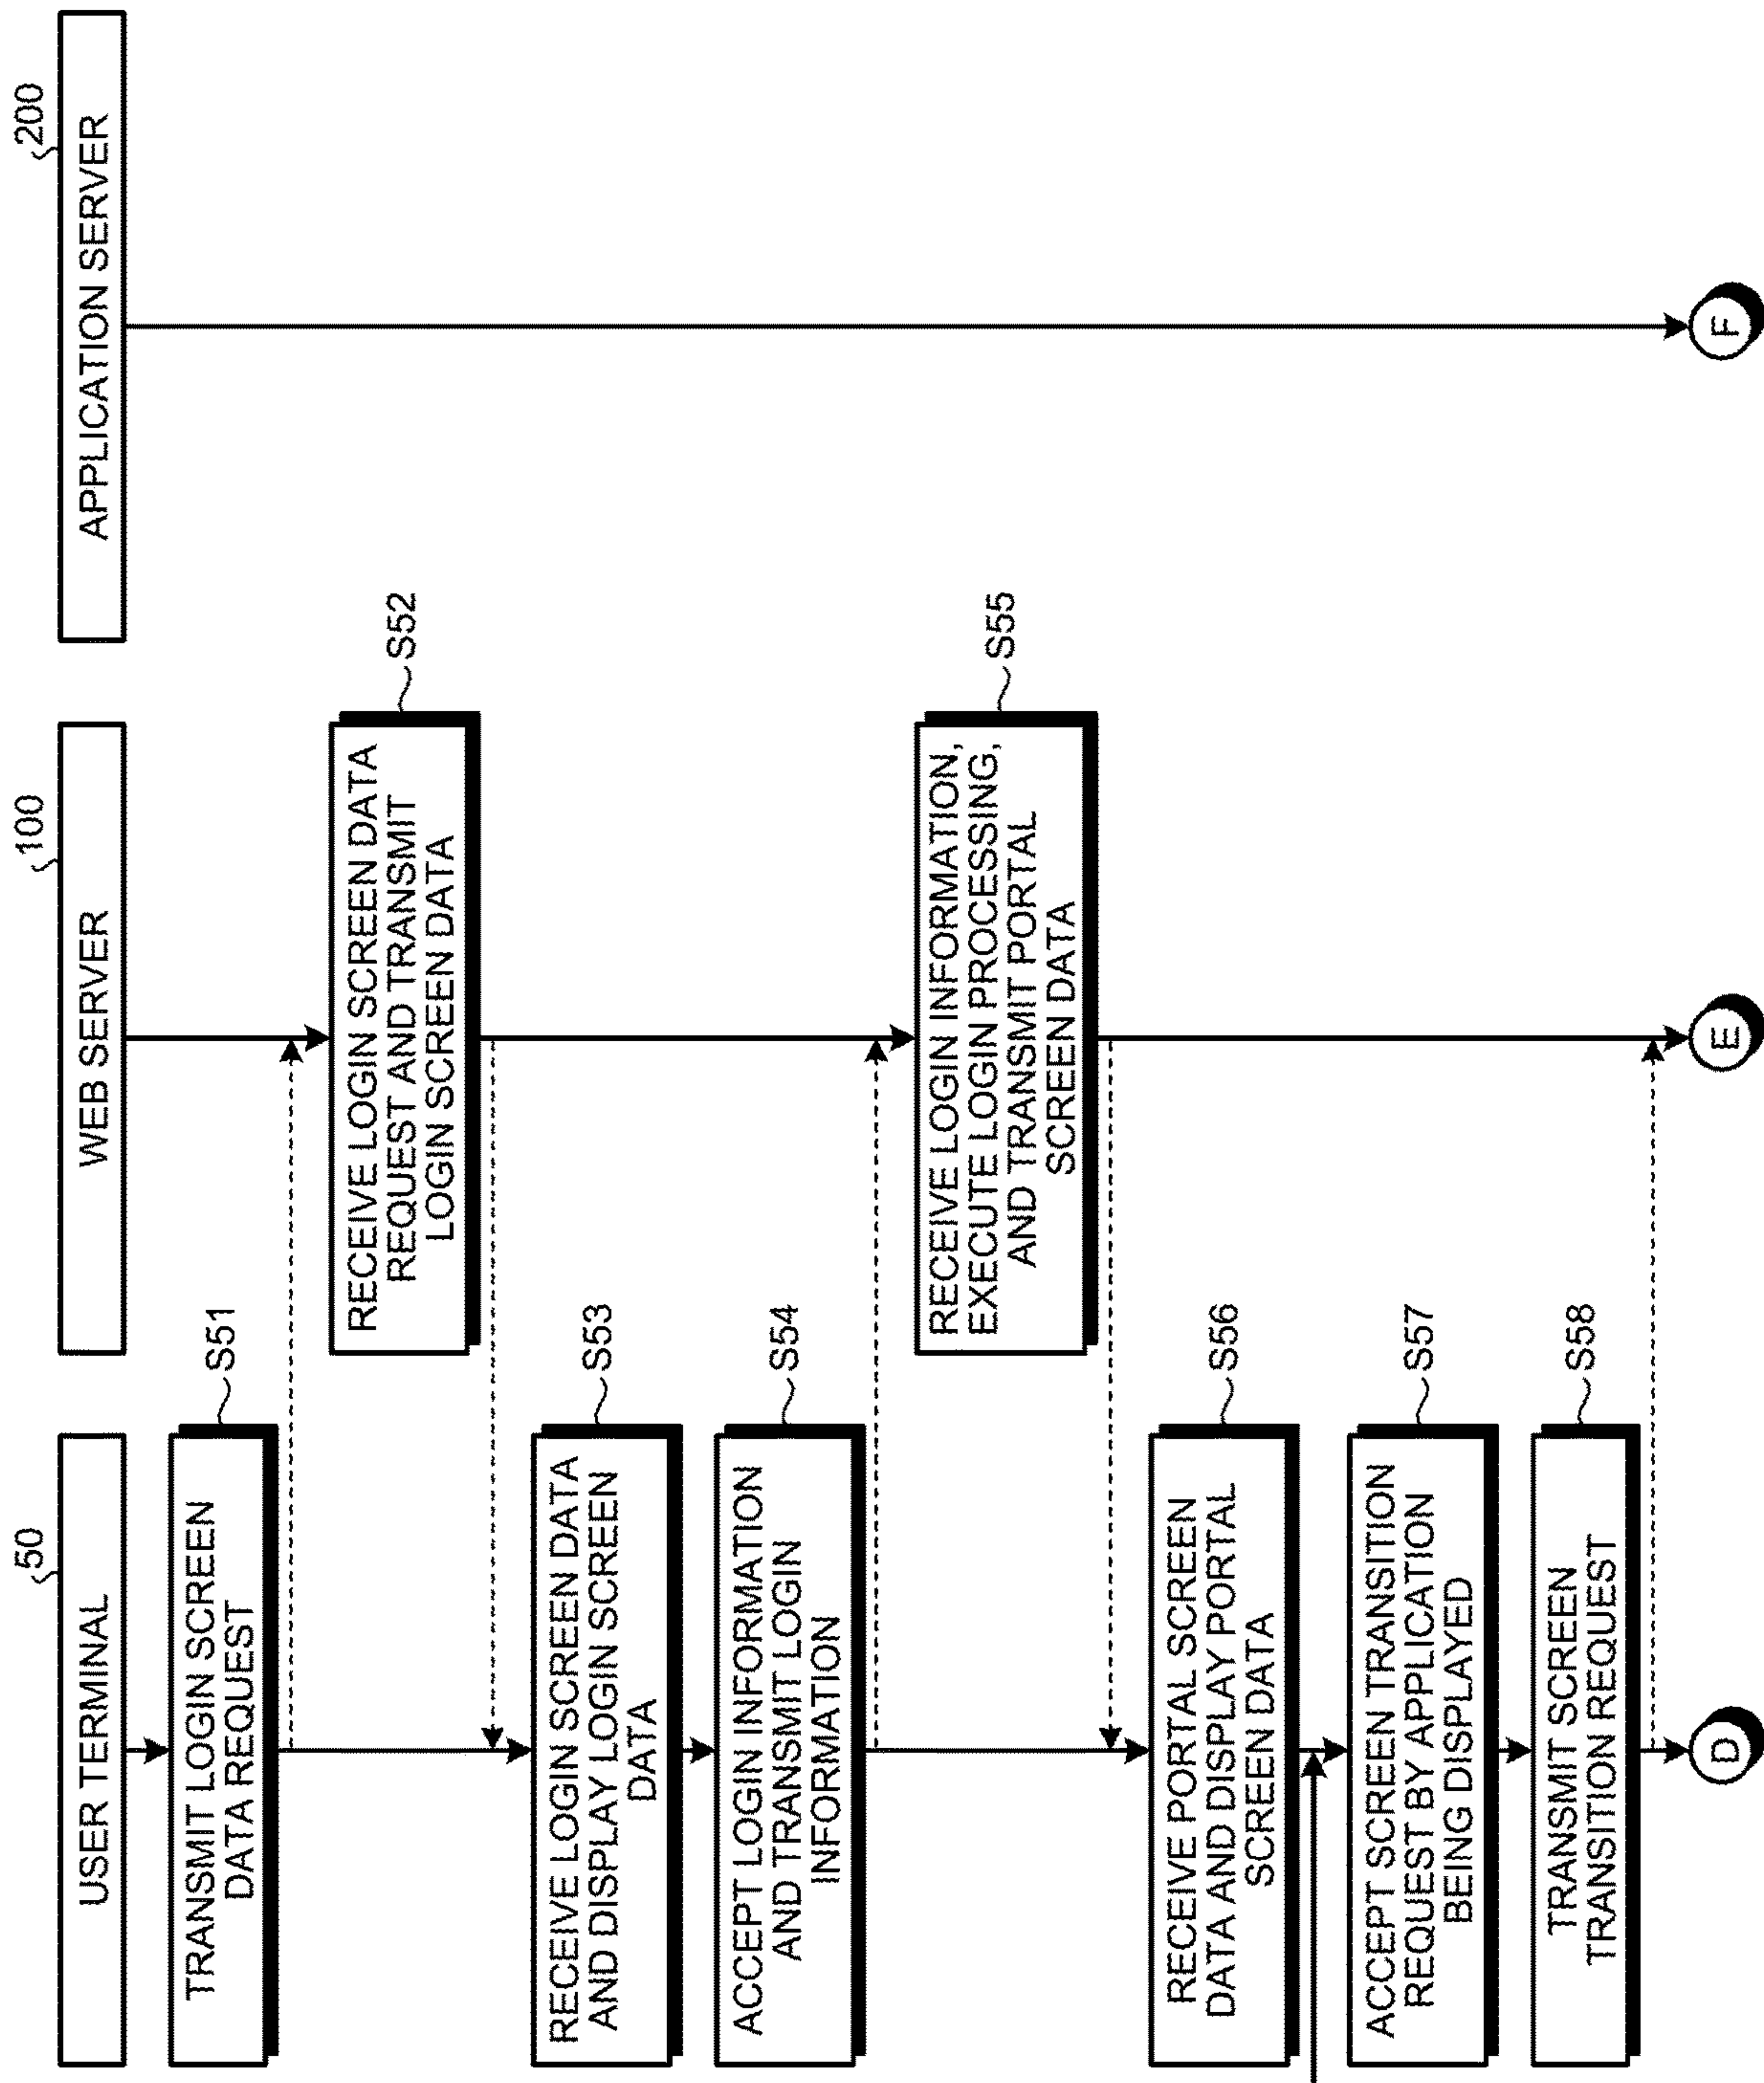 50
USER TERMINAL
100
WEB SERVER
200
APPLICATION SERVER
S51
TRANSMIT LOGIN SCREEN
DATA REQUEST
S52
RECEIVE LOGIN SCREEN DATA
REQUEST AND TRANSMIT
LOGIN SCREEN DATA
S53
RECEIVE LOGIN SCREEN DATA
AND DISPLAY LOGIN SCREEN
DATA
S54
ACCEPT LOGIN INFORMATION
AND TRANSMIT LOGIN
INFORMATION
S55
RECEIVE LOGIN INFORMATION,
EXECUTE LOGIN PROCESSING,
AND TRANSMIT PORTAL
SCREEN DATA
S56
RECEIVE PORTAL SCREEN
DATA AND DISPLAY PORTAL
SCREEN DATA
S57
ACCEPT SCREEN TRANSITION
REQUEST BY APPLICATION
BEING DISPLAYED
S58
TRANSMIT SCREEN
TRANSITION REQUEST
D
E
F